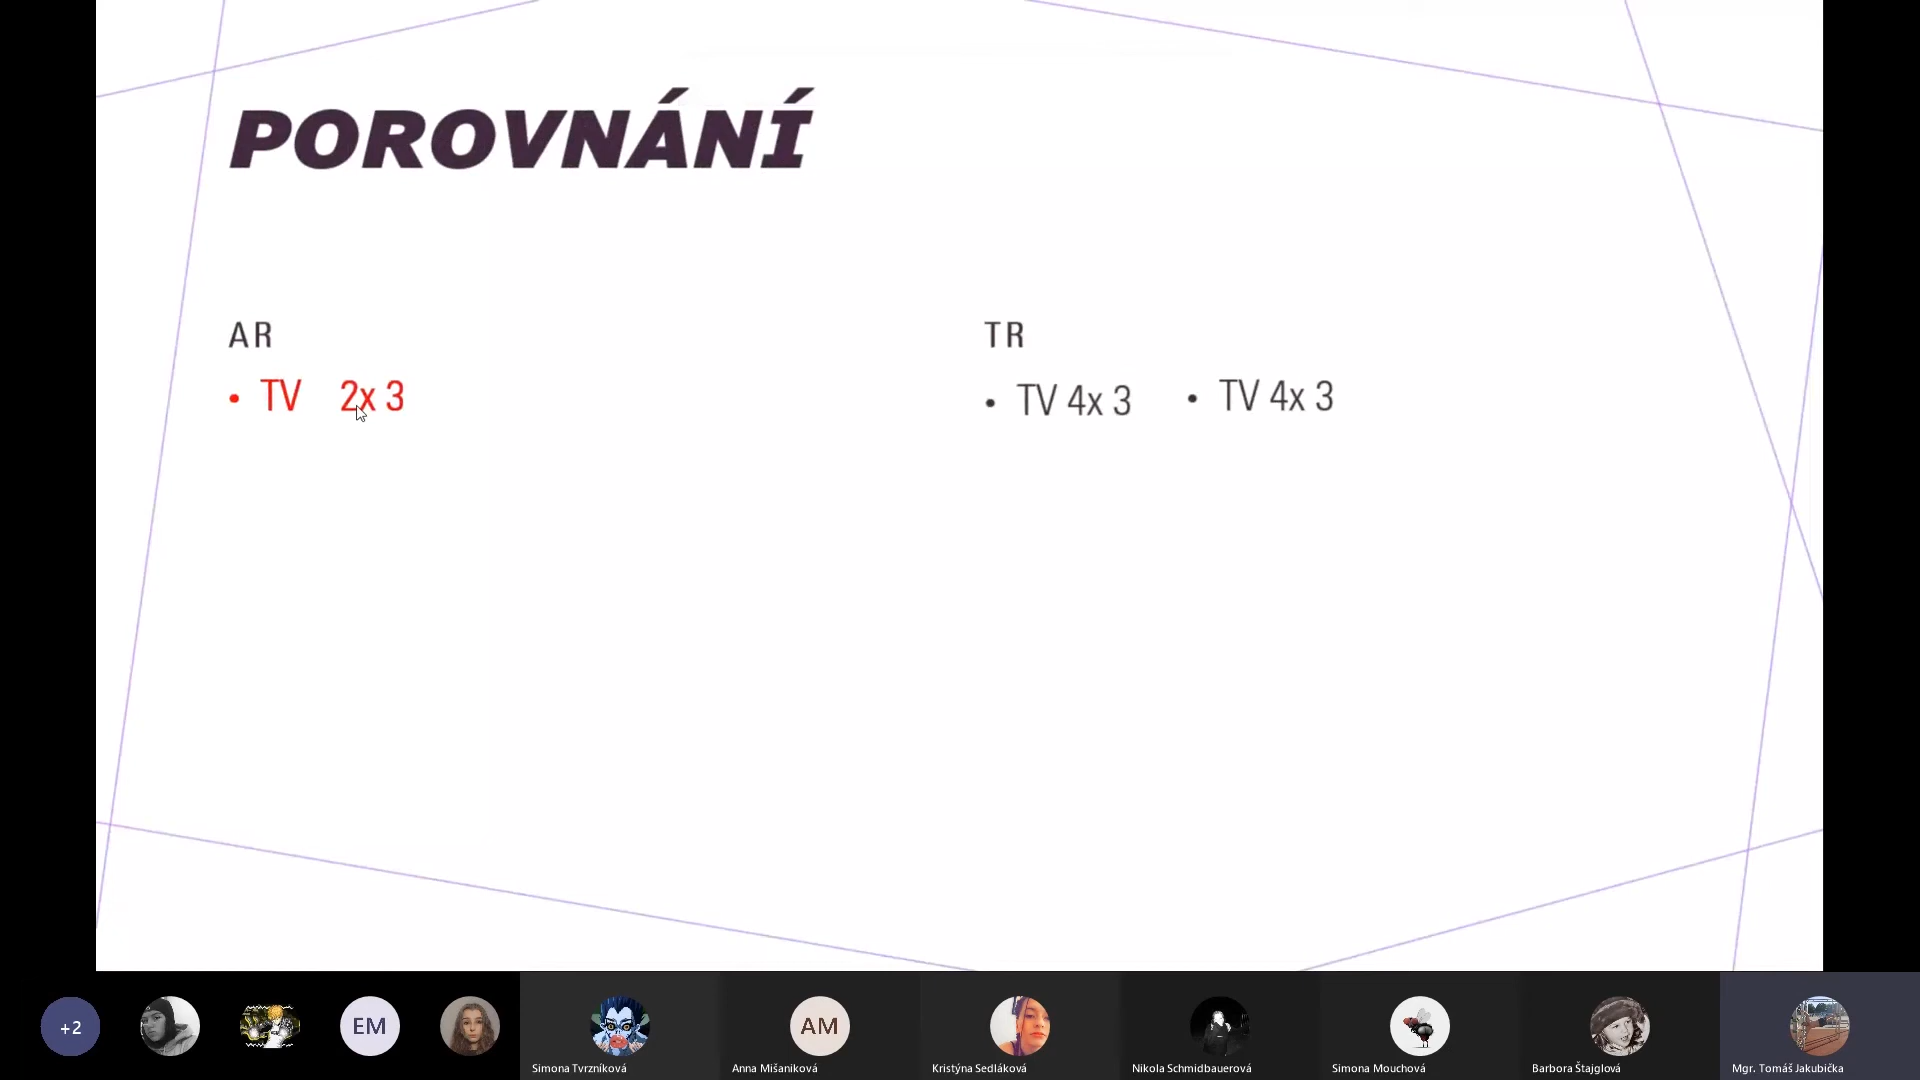 POROVNÁNÍ
AR
• TV 2x 3
TR
• TV 4x 3
• TV 4x 3
+2
EM
AM
Simona Tvrzníková
Anna Mišaniková
Kristýna Sedláková
Nikola Schmidbauerová
Simona Mouchová
Barbora Štajglová
Mgr. Tomáš Jakubička